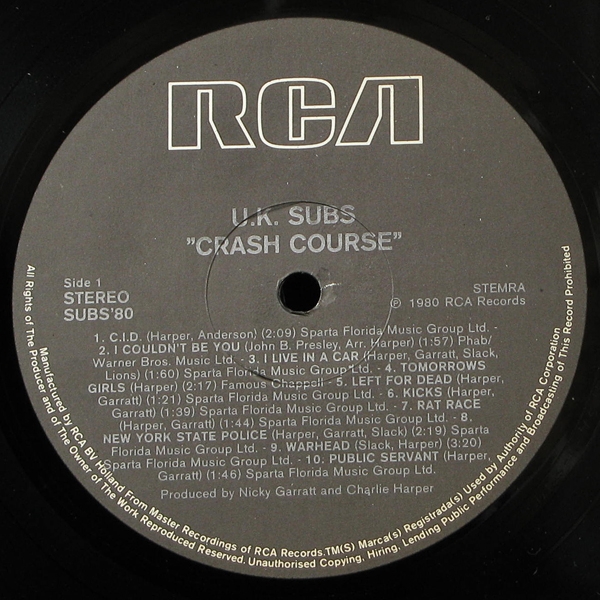 RCA
U.K. SUBS
"CRASH COURSE"
Side 1
STEREO
SUBS'80
STEMRA
℗ 1980 RCA Records
1. C.I.D. (Harper, Anderson) (2:09) Sparta Florida Music Group Ltd. -
2. I COULDN'T BE YOU (John B. Presley, Arr. Harper) (1:57) Phab/
Warner Bros. Music Ltd. - 3. I LIVE IN A CAR (Harper, Garratt, Slack,
Lions) (1:60) Sparta Florida Music Group Ltd. - 4. TOMORROWS
GIRLS (Harper) (2:17) Famous Chappell - 5. LEFT FOR DEAD (Harper,
Garratt) (1:21) Sparta Florida Music Group Ltd. - 6. KICKS (Harper,
Garratt) (1:39) Sparta Florida Music Group Ltd. - 7. RAT RACE
(Harper, Garratt) (1:44) Sparta Florida Music Group Ltd. - 8.
NEW YORK STATE POLICE (Harper, Garratt, Slack) (2:19) Sparta
Florida Music Group Ltd. - 9. WARHEAD (Slack, Harper) (3:20)
Sparta Florida Music Group Ltd. - 10. PUBLIC SERVANT (Harper,
Garratt) (1:46) Sparta Florida Music Group Ltd.
Produced by Nicky Garratt and Charlie Harper
Manufactured by RCA BV Holland From Master Recordings of RCA Records.TM(S) Marca(s) Registrada(s) Used by Authority of RCA Corporation
All Rights of The Producer and of The Owner of The Work Reproduced Reserved. Unauthorised Copying, Hiring, Lending Public Performance and Broadcasting of This Record Prohibited